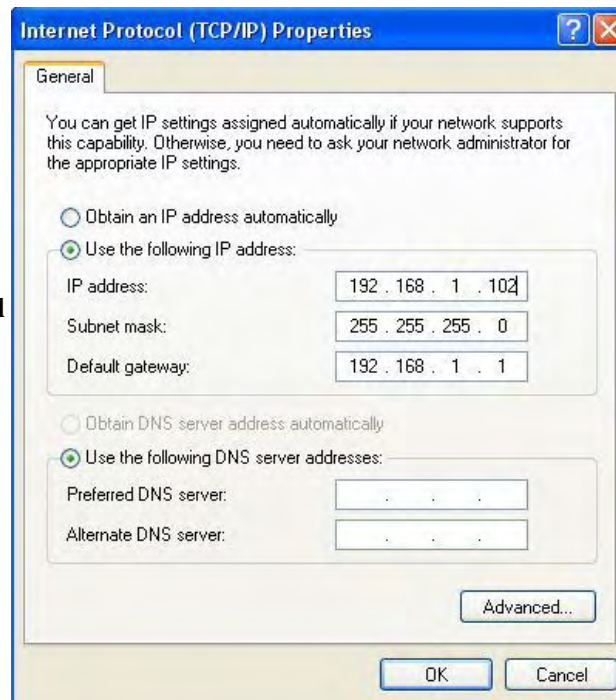 Internet Protocol (TCP/IP) Properties
General
You can get IP settings assigned automatically if your network supports
this capability. Otherwise, you need to ask your network administrator for
the appropriate IP settings.
Obtain an IP address automatically
Use the following IP address:
IP address: 192 . 168 . 1 . 102
Subnet mask: 255 . 255 . 255 . 0
Default gateway: 192 . 168 . 1 . 1
Obtain DNS server address automatically
Use the following DNS server addresses:
Preferred DNS server: . . .
Alternate DNS server: . . .
Advanced...
OK Cancel